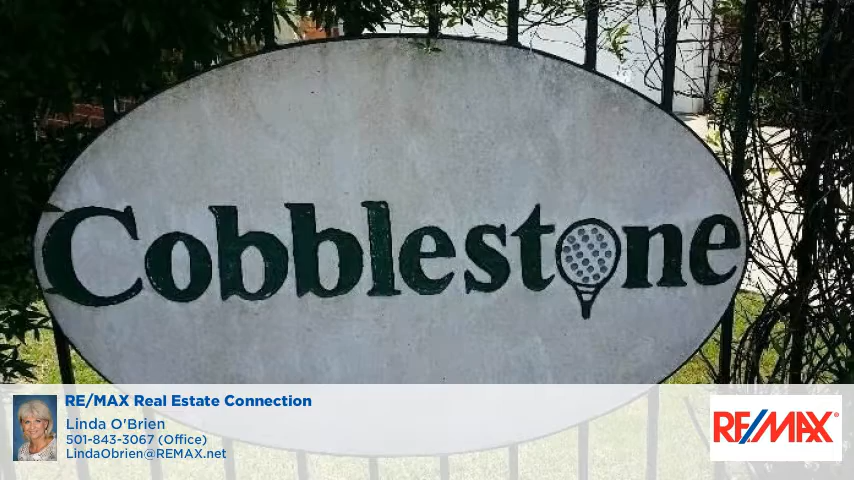 Cobblestone
RE/MAX Real Estate Connection
Linda O'Brien
501-843-3067 (Office)
LindaObrien@REMAX.net
RE/MAX®